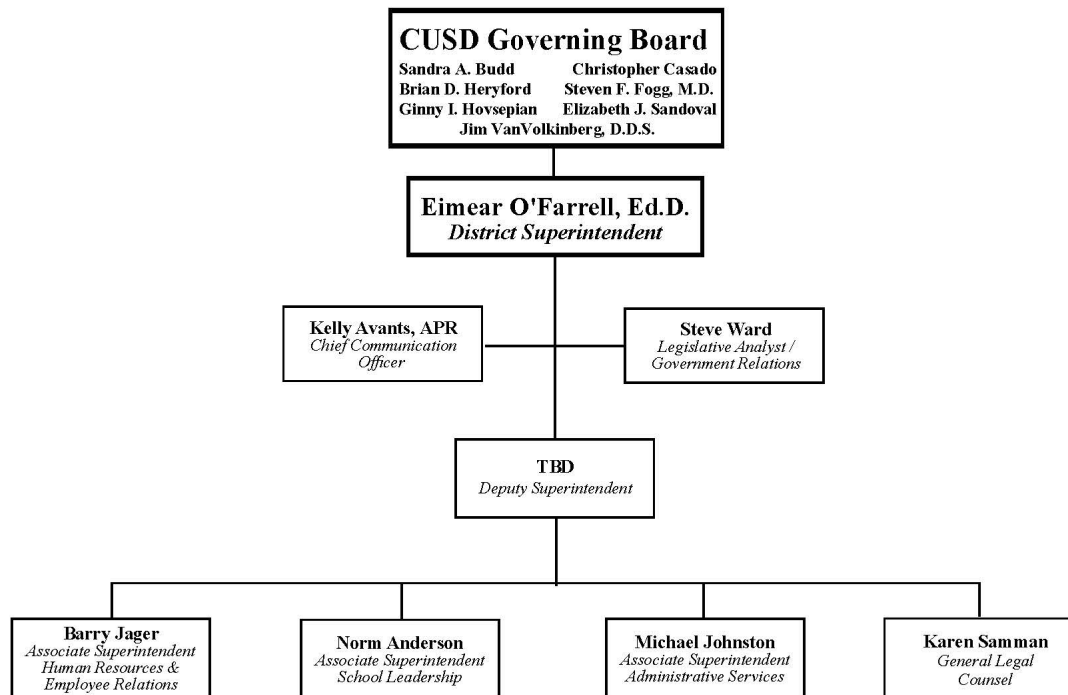 CUSD Governing Board
Sandra A. Budd Christopher Casado
Brian D. Heryford Steven F. Fogg, M.D.
Ginny I. Hovsepian Elizabeth J. Sandoval
Jim VanVolkinberg, D.D.S.
Eimear O'Farrell, Ed.D.
District Superintendent
Kelly Avants, APR
Chief Communication
Officer
Steve Ward
Legislative Analyst /
Government Relations
TBD
Deputy Superintendent
Barry Jager
Associate Superintendent
Human Resources &
Employee Relations
Norm Anderson
Associate Superintendent
School Leadership
Michael Johnston
Associate Superintendent
Administrative Services
Karen Samman
General Legal
Counsel